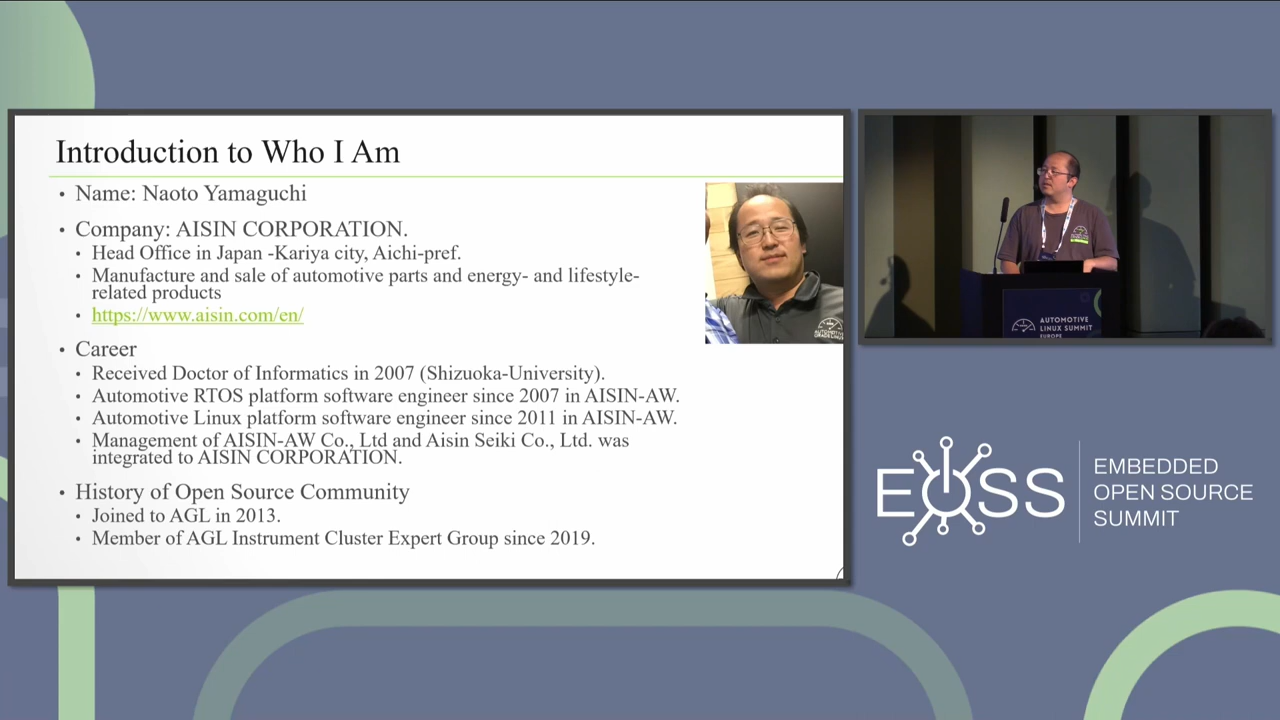 Introduction to Who I Am
• Name: Naoto Yamaguchi
• Company: AISIN CORPORATION.
• Head Office in Japan -Kariya city, Aichi-pref.
• Manufacture and sale of automotive parts and energy- and lifestyle-
related products
• https://www.aisin.com/en/
• Career
• Received Doctor of Informatics in 2007 (Shizuoka-University).
• Automotive RTOS platform software engineer since 2007 in AISIN-AW.
• Automotive Linux platform software engineer since 2011 in AISIN-AW.
• Management of AISIN-AW Co., Ltd and Aisin Seiki Co., Ltd. was
integrated to AISIN CORPORATION.
• History of Open Source Community
• Joined to AGL in 2013.
• Member of AGL Instrument Cluster Expert Group since 2019.
AUTOMOTIVE
GRADE LINUX
AUTOMOTIVE
LINUX SUMMIT
EUROPE
EOSS
EMBEDDED
OPEN SOURCE
SUMMIT